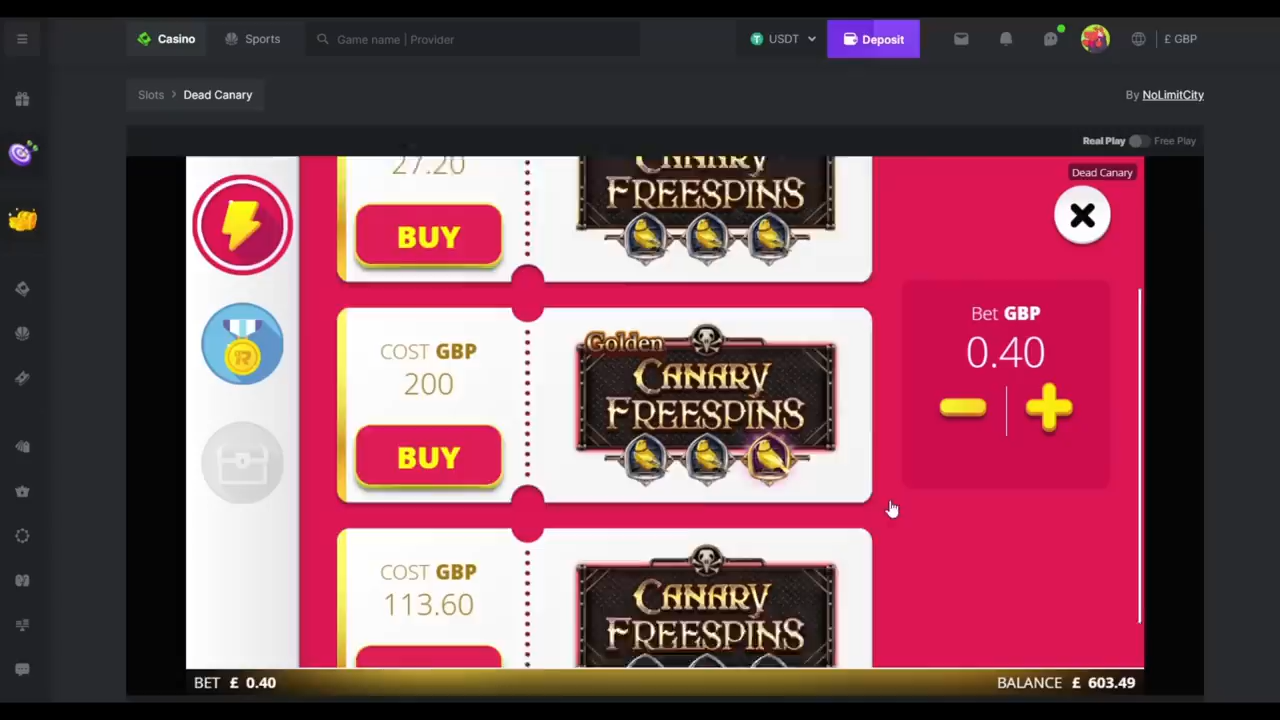 Casino
Sports
Game name | Provider
USDT
Deposit
£ GBP
Slots > Dead Canary
By NoLimitCity
Real Play
Free Play
Dead Canary
27.20
BUY
FREESPINS
COST GBP
200
BUY
Golden
CANARY
FREESPINS
Bet GBP
0.40
COST GBP
113.60
CANARY
FREESPINS
BET £ 0.40
BALANCE £ 603.49